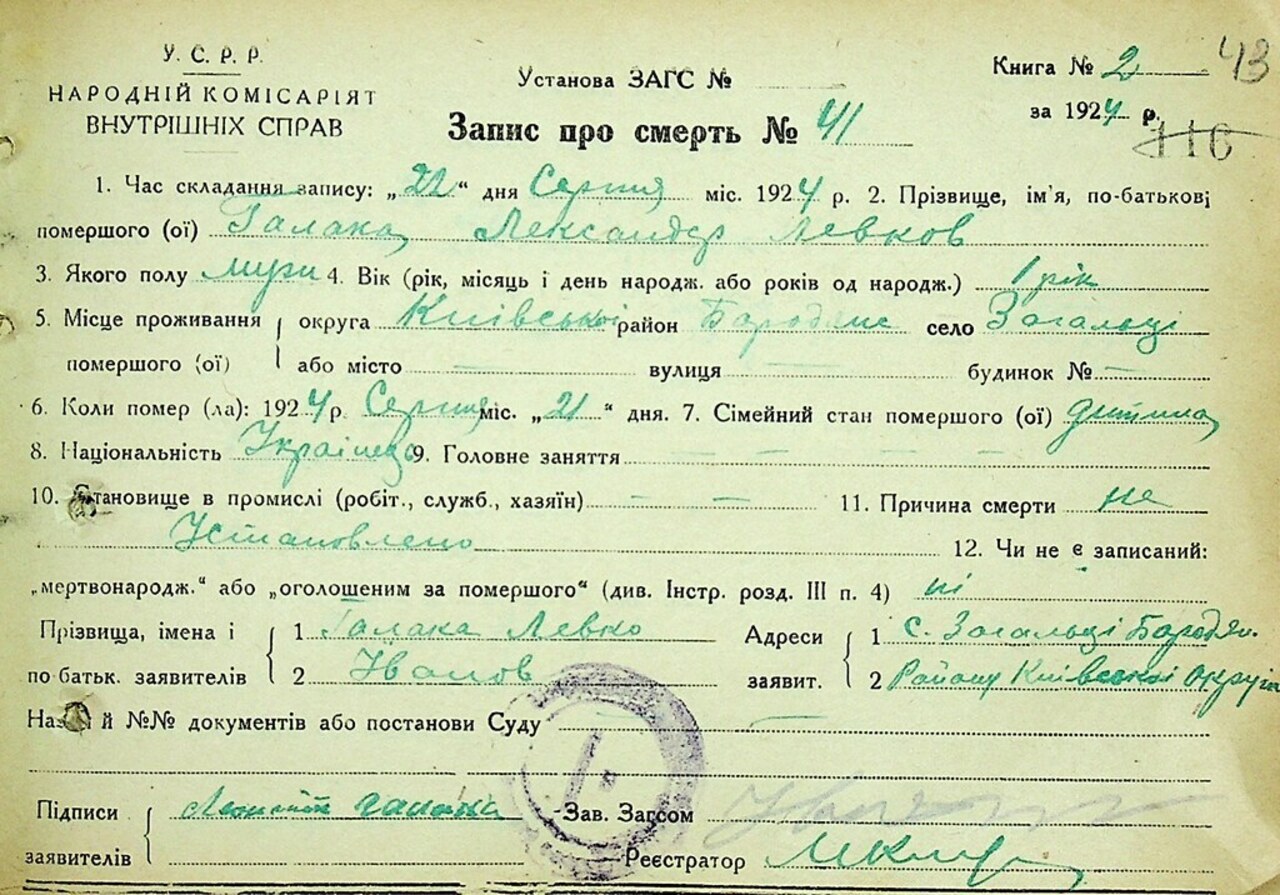 У. С. Р. Р.
НАРОДНІЙ КОМІСАРІЯТ
ВНУТРІШНІХ СПРАВ
Установа ЗАГС №
Запис про смерть № 41
Книга № 2
43
за 1924 р.
116
1. Час складання запису: „22“ дня Серпня міс. 1924 р. 2. Прізвище, ім'я, по-батькові
помершого (ої) Галака Лександер Левков
3. Якого полу муж 4. Вік (рік, місяць і день народж. або років од народж.) 1 рік
5. Місце проживання округа Київської район Бородянс село Загальці
помершого (ої) або місто — вулиця — будинок № —
6. Коли помер (ла): 1924 р. Серпня міс. „21“ дня. 7. Сімейний стан помершого (ої) дитина
8. Національність Українець 9. Головне заняття — — — —
10. Становище в промислі (робіт., служб., хазяїн) — — 11. Причина смерти не
Установлено 12. Чи не є записаний:
„мертвонародж.“ або „оголошеним за помершого“ (див. Інстр. розд. III п. 4) ні
Прізвища, імена і 1 Галака Левко Адреси 1 с. Загальці Бородян.
по-батьк. заявителів 2 Іванов заявит. 2 Району Київської округи
На й №№ документів або постанови Суду — —
Підписи галака Зав. Загсом
заявителів Реєстратор